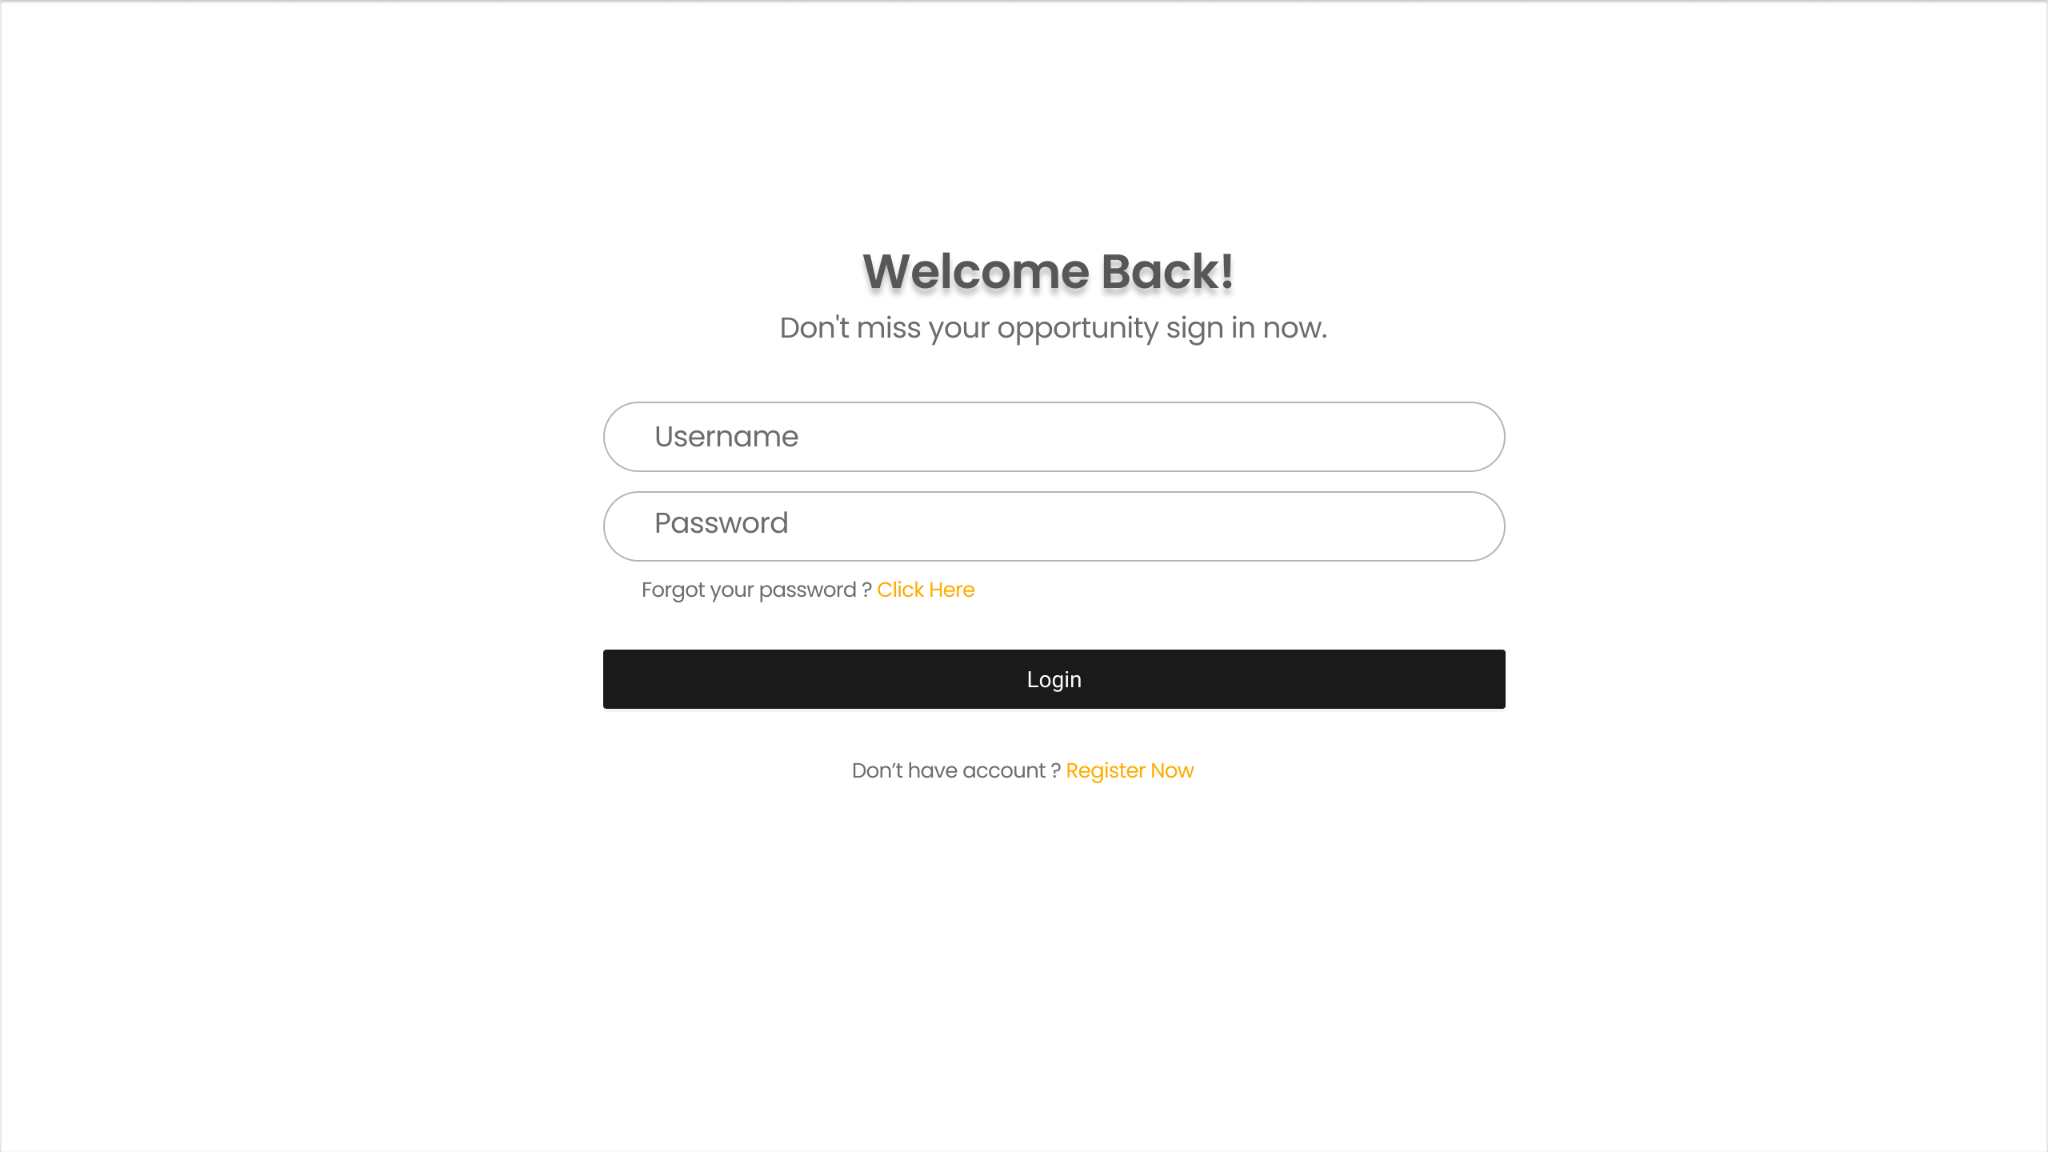 Welcome Back!
Don't miss your opportunity sign in now.
Username
Password
Forgot your password ? Click Here
Login
Don’t have account ? Register Now